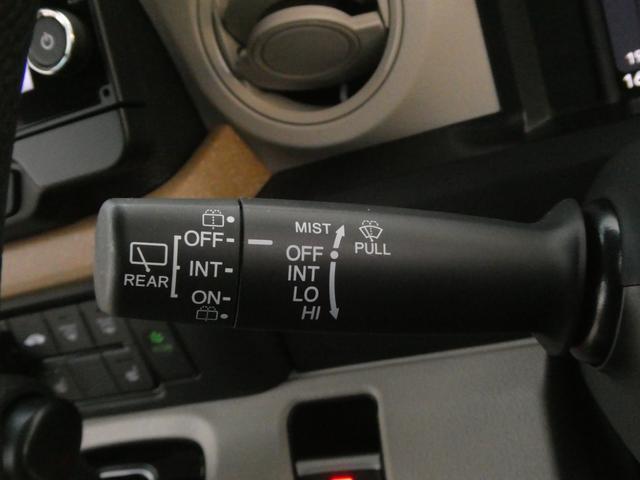 REAR
OFF
INT
ON
MIST
OFF
INT
LO
HI
PULL